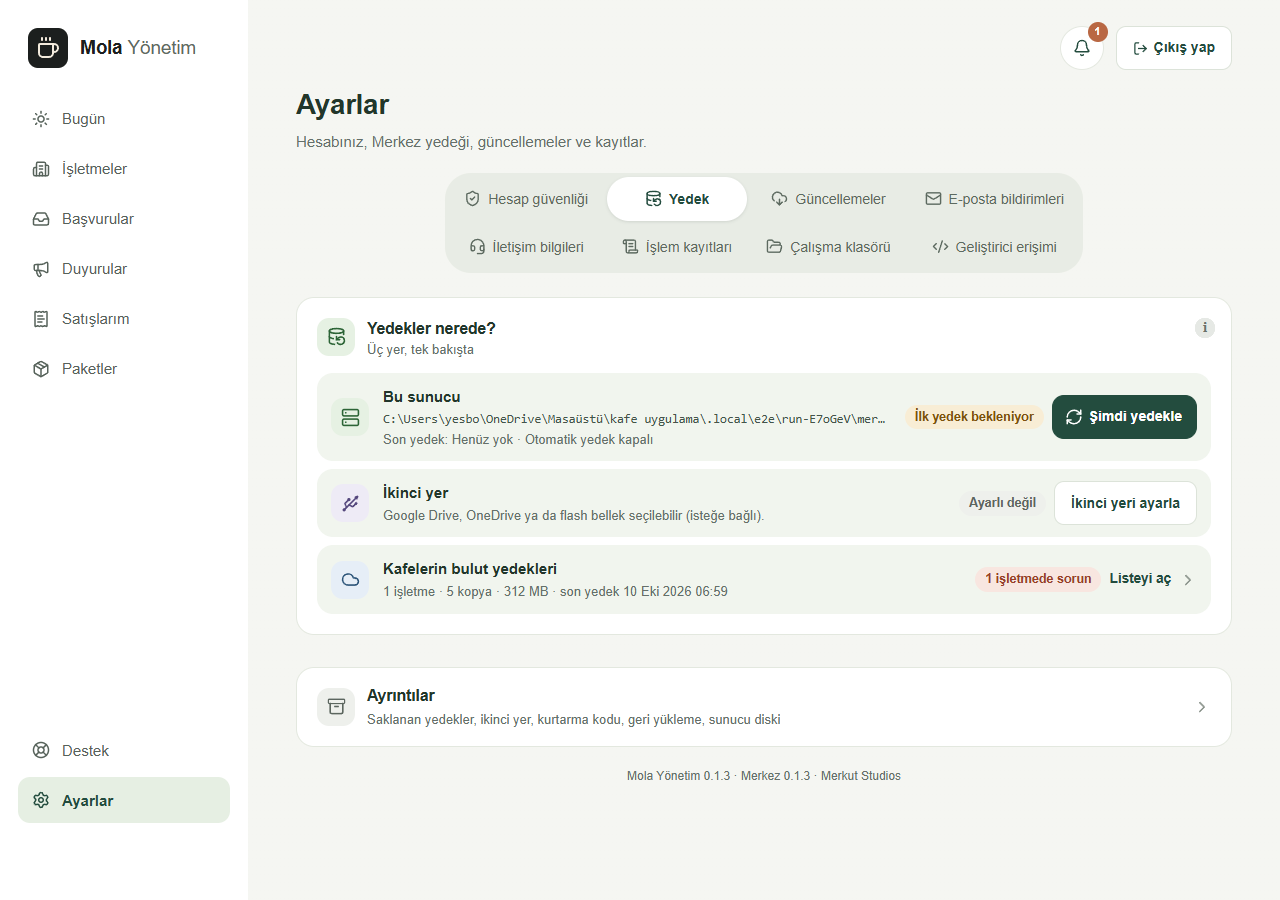 Mola Yönetim
1
Çıkış yap
Bugün
İşletmeler
Başvurular
Duyurular
Satışlarım
Paketler
Destek
Ayarlar
Ayarlar
Hesabınız, Merkez yedeği, güncellemeler ve kayıtlar.
Hesap güvenliği
Yedek
Güncellemeler
E-posta bildirimleri
İletişim bilgileri
İşlem kayıtları
Çalışma klasörü
Geliştirici erişimi
Yedekler nerede?
Üç yer, tek bakışta
i
Bu sunucu
C:\Users\yesbo\OneDrive\Masaüstü\kafe uygulama\.local\e2e\run-E7oGeV\mer…
Son yedek: Henüz yok · Otomatik yedek kapalı
İlk yedek bekleniyor
Şimdi yedekle
İkinci yer
Google Drive, OneDrive ya da flash bellek seçilebilir (isteğe bağlı).
Ayarlı değil
İkinci yeri ayarla
Kafelerin bulut yedekleri
1 işletme · 5 kopya · 312 MB · son yedek 10 Eki 2026 06:59
1 işletmede sorun
Listeyi aç
Ayrıntılar
Saklanan yedekler, ikinci yer, kurtarma kodu, geri yükleme, sunucu diski
Mola Yönetim 0.1.3 · Merkez 0.1.3 · Merkut Studios